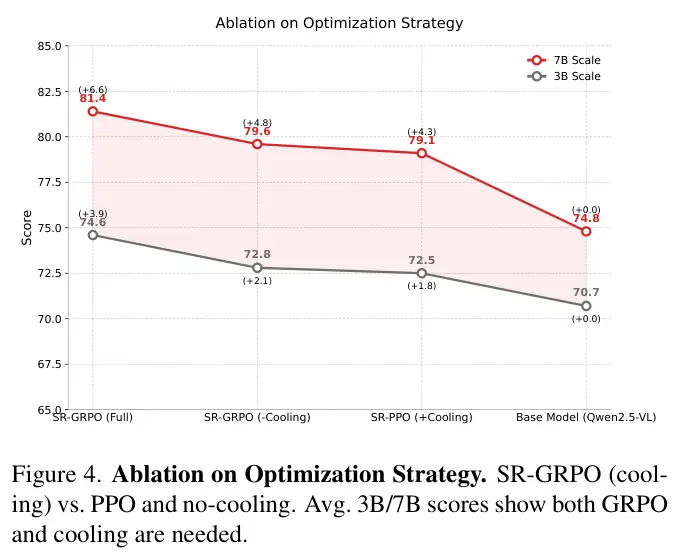 Ablation on Optimization Strategy
85.0
82.5
80.0
77.5
75.0
72.5
70.0
67.5
65.0
Score
7B Scale
3B Scale
(+6.6)
81.4
(+4.8)
79.6
(+4.3)
79.1
(+0.0)
74.8
(+3.9)
74.6
72.8
(+2.1)
72.5
(+1.8)
70.7
(+0.0)
SR-GRPO (Full)
SR-GRPO (-Cooling)
SR-PPO (+Cooling)
Base Model (Qwen2.5-VL)
Figure 4. Ablation on Optimization Strategy. SR-GRPO (cool-
ing) vs. PPO and no-cooling. Avg. 3B/7B scores show both GRPO
and cooling are needed.